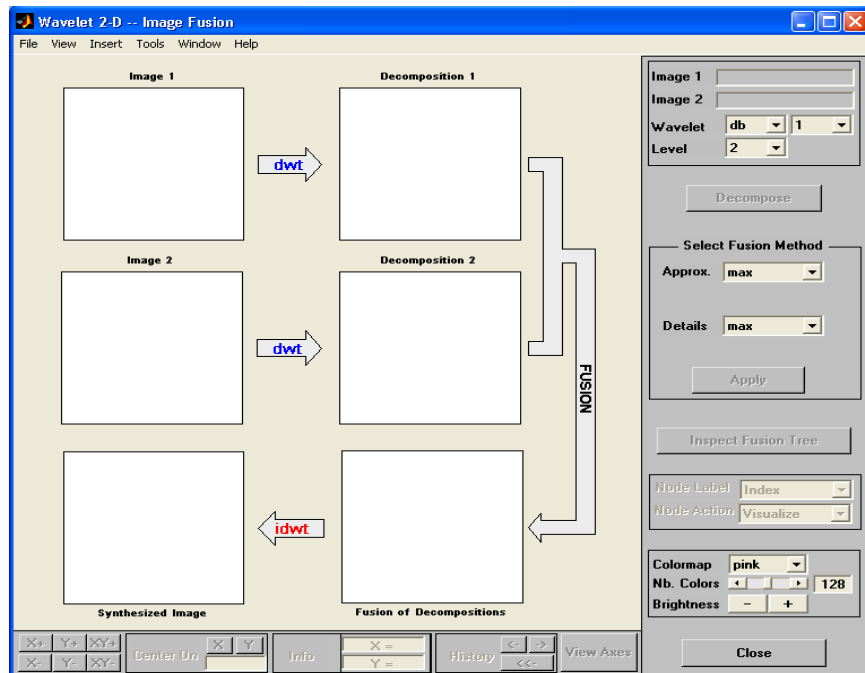 Wavelet 2-D -- Image Fusion
File View Insert Tools Window Help
Image 1
Decomposition 1
dwt
Image 2
Decomposition 2
dwt
FUSION
idwt
Synthesized Image
Fusion of Decompositions
Image 1
Image 2
Wavelet db 1
Level 2
Decompose
Select Fusion Method
Approx. max
Details max
Apply
Inspect Fusion Tree
Node Label Index
Node Action Visualize
Colormap pink
Nb. Colors 128
Brightness - +
Close
X+ Y+ XY+
X- Y- XY-
Center On X Y
Info X =
Y =
History <- ->
<<-
View Axes